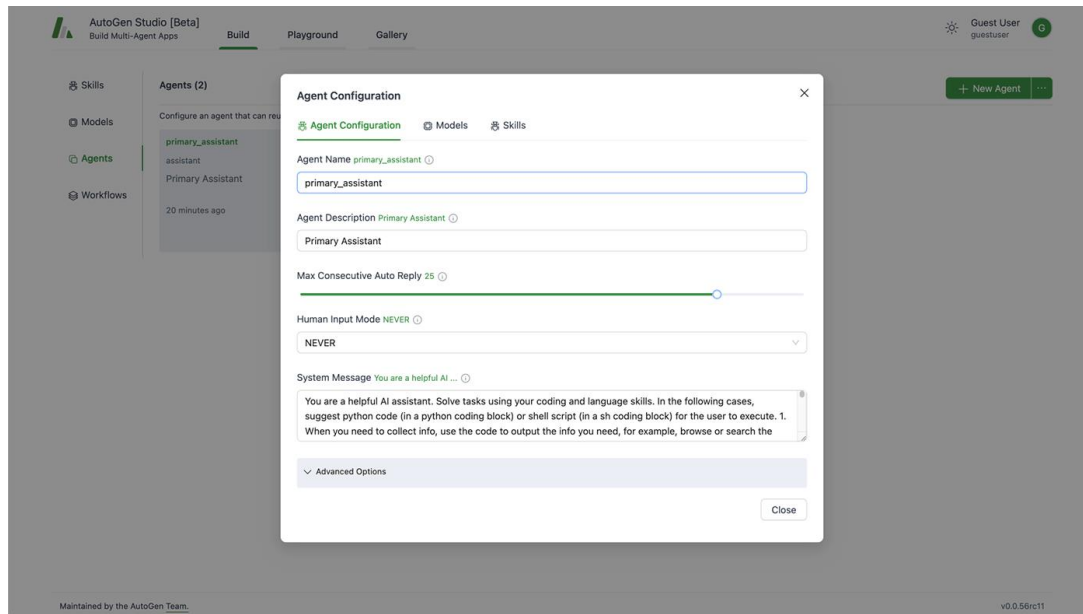 AutoGen Studio [Beta]
Build Multi-Agent Apps
Build
Playground
Gallery
Guest User
guestuser
G
Skills
Models
Agents
Workflows
Agents (2)
New Agent
Configure an agent that can reu
primary_assistant
assistant
Primary Assistant
20 minutes ago
Agent Configuration
Agent Configuration
Models
Skills
Agent Name primary_assistant
primary_assistant
Agent Description Primary Assistant
Primary Assistant
Max Consecutive Auto Reply 25
Human Input Mode NEVER
NEVER
System Message You are a helpful AI ...
You are a helpful AI assistant. Solve tasks using your coding and language skills. In the following cases,
suggest python code (in a python coding block) or shell script (in a sh coding block) for the user to execute. 1.
When you need to collect info, use the code to output the info you need, for example, browse or search the
Advanced Options
Close
Maintained by the AutoGen Team.
v0.0.56rc11